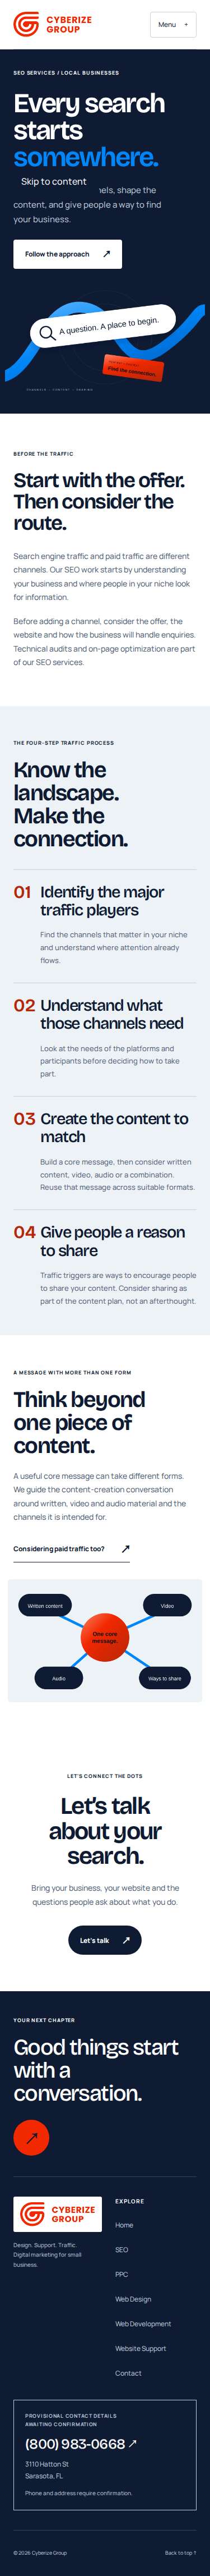 CYBERIZE
GROUP
Menu +
SEO SERVICES / LOCAL BUSINESSES
Every search
starts
somewhere.
Skip to content
nels, shape the
content, and give people a way to find
your business.
Follow the approach ↗
A question. A place to begin.
Find the connection.
BEFORE THE TRAFFIC
Start with the offer.
Then consider the
route.
Search engine traffic and paid traffic are different
channels. Our SEO work starts by understanding
your business and where people in your niche look
for information.
Before adding a channel, consider the offer, the
website and how the business will handle enquiries.
Technical audits and on-page optimization are part
of our SEO services.
THE FOUR-STEP TRAFFIC PROCESS
Know the
landscape.
Make the
connection.
01 Identify the major
traffic players
Find the channels that matter in your niche
and understand where attention already
flows.
02 Understand what
those channels need
Look at the needs of the platforms and
participants before deciding how to take
part.
03 Create the content to
match
Build a core message, then consider written
content, video, audio or a combination.
Reuse that message across suitable formats.
04 Give people a reason
to share
Traffic triggers are ways to encourage people
to share your content. Consider sharing as
part of the content plan, not an afterthought.
A MESSAGE WITH MORE THAN ONE FORM
Think beyond
one piece of
content.
A useful core message can take different forms.
We guide the content-creation conversation
around written, video and audio material and the
channels it is intended for.
Considering paid traffic too? ↗
Written content
Video
One core
message.
Audio
Ways to share
LET'S CONNECT THE DOTS
Let's talk
about your
search.
Bring your business, your website and the
questions people ask about what you do.
Let's talk ↗
YOUR NEXT CHAPTER
Good things start
with a
conversation.
↗
CYBERIZE
GROUP
Design. Support. Traffic.
Digital marketing for small
business.
EXPLORE
Home
SEO
PPC
Web Design
Web Development
Website Support
Contact
PROVISIONAL CONTACT DETAILS
AWAITING CONFIRMATION
(800) 983-0668 ↗
3110 Hatton St
Sarasota, FL
Phone and address require confirmation.
© 2026 Cyberize Group
Back to top ↑